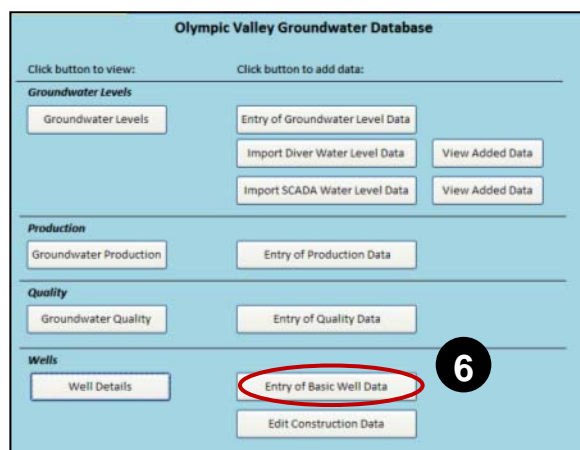 Olympic Valley Groundwater Database
Click button to view: Click button to add data:
Groundwater Levels
Groundwater Levels Entry of Groundwater Level Data
Import Diver Water Level Data View Added Data
Import SCADA Water Level Data View Added Data
Production
Groundwater Production Entry of Production Data
Quality
Groundwater Quality Entry of Quality Data
Wells
Well Details Entry of Basic Well Data 6
Edit Construction Data